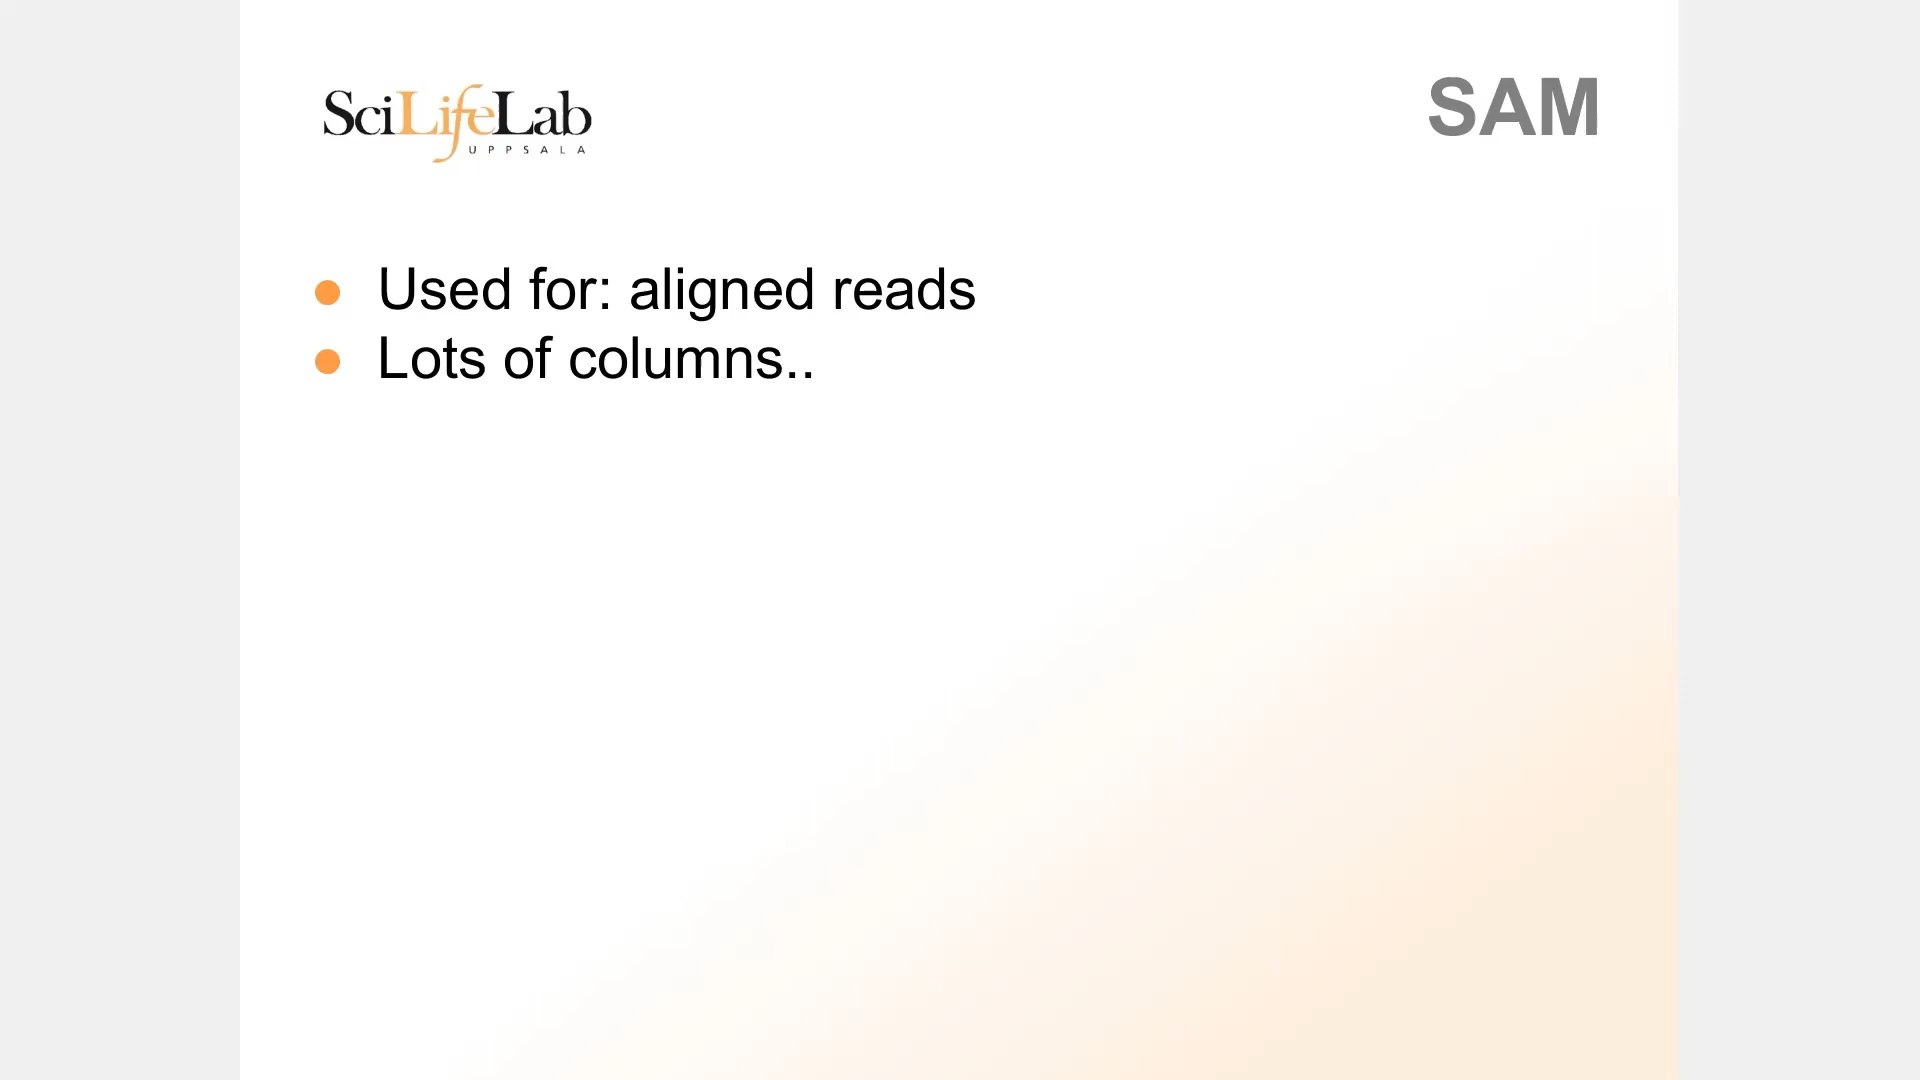 SciLifeLab
UPPSALA
SAM
Used for: aligned reads
Lots of columns..